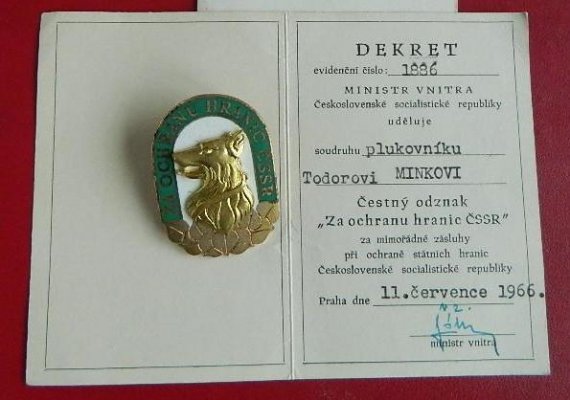 ZA OCHRANU HRANIC ČSSR
DEKRET
evidenční číslo: 1886
MINISTR VNITRA
Československé socialistické republiky
uděluje
soudruhu plukovníku
Todorovi MINKOVI
Čestný odznak
„Za ochranu hranic ČSSR"
za mimořádné zásluhy
při ochraně státních hranic
Československé socialistické republiky
Praha dne 11.července 1966.
ministr vnitra